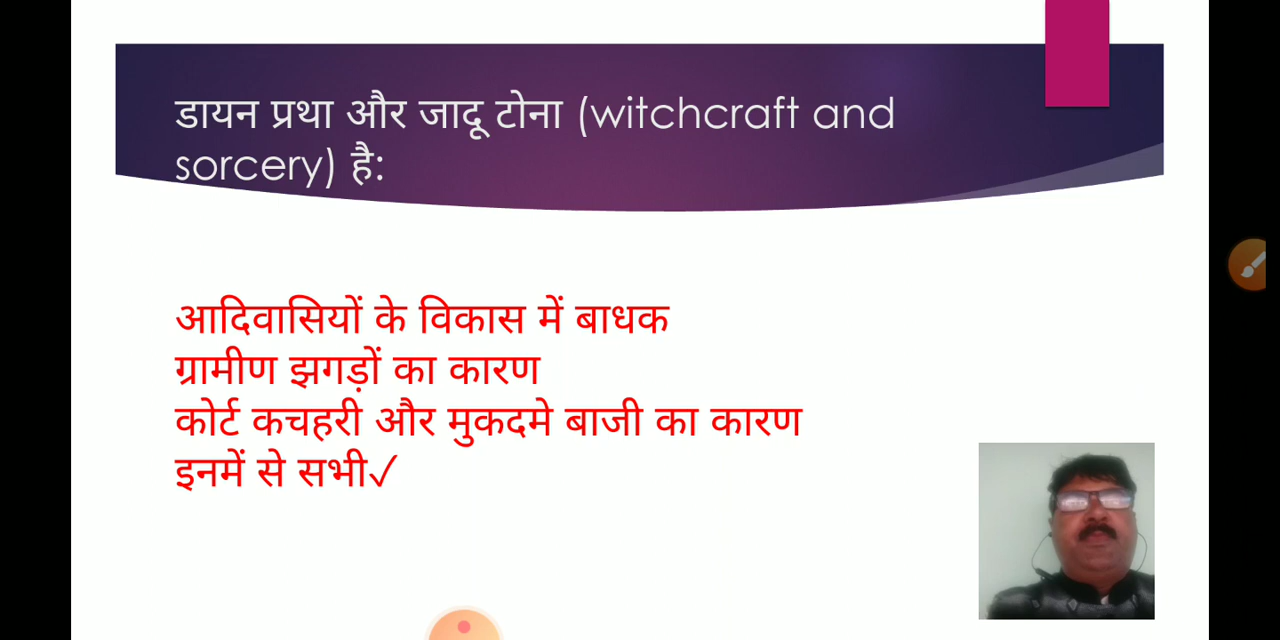 डायन प्रथा और जादू टोना (witchcraft and
sorcery) है:
आदिवासियों के विकास में बाधक
ग्रामीण झगड़ों का कारण
कोर्ट कचहरी और मुकदमे बाजी का कारण
इनमें से सभी✓